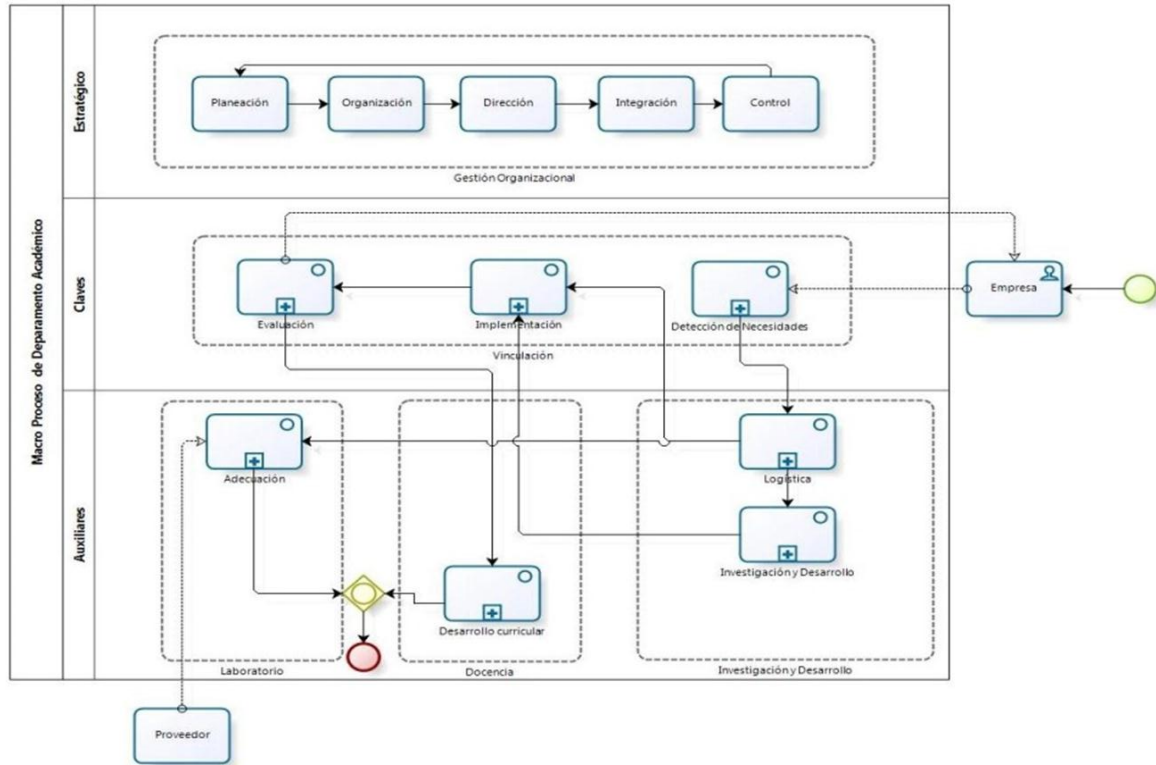 Macro Proceso de Deparamento Académico
Estratégico
Planeación
Organización
Dirección
Integración
Control
Gestión Organizacional
Claves
Evaluación
Implementación
Detección de Necesidades
Vinculación
Empresa
Auxiliares
Adecuación
Logística
Investigación y Desarrollo
Desarrollo curricular
Laboratorio
Docencia
Investigación y Desarrollo
Proveedor